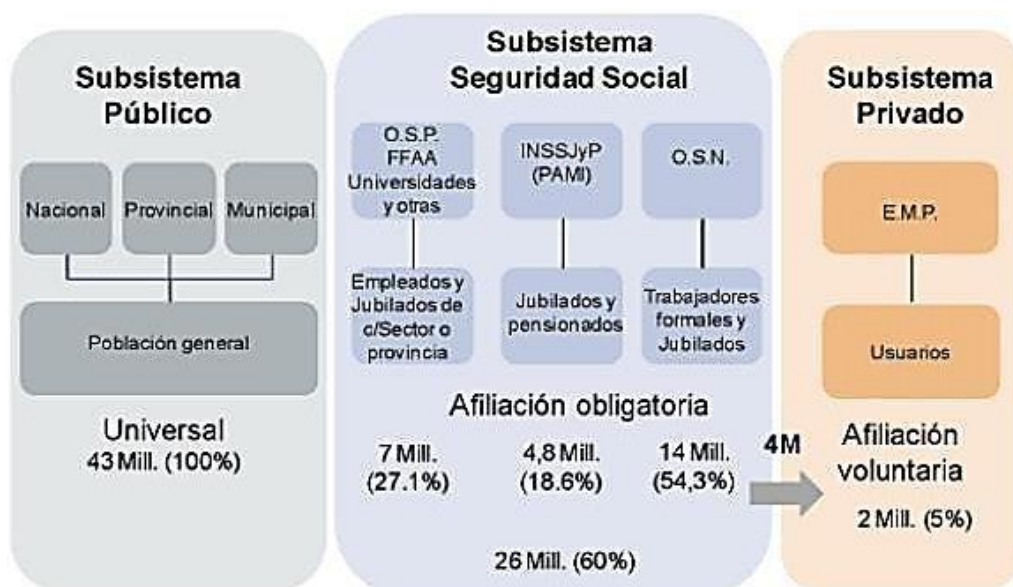 Subsistema
Público
Nacional
Provincial
Municipal
Población general
Universal
43 Mill. (100%)
Subsistema
Seguridad Social
O.S.P.
FFAA
Universidades
y otras
INSSJyP
(PAMI)
O.S.N.
Empleados y
Jubilados de
c/Sector o
provincia
Jubilados y
pensionados
Trabajadores
formales y
Jubilados
Afiliación obligatoria
7 Mill.
(27.1%)
4,8 Mill.
(18.6%)
14 Mill.
(54,3%)
26 Mill. (60%)
4M
Subsistema
Privado
E.M.P.
Usuarios
Afiliación
voluntaria
2 Mill. (5%)